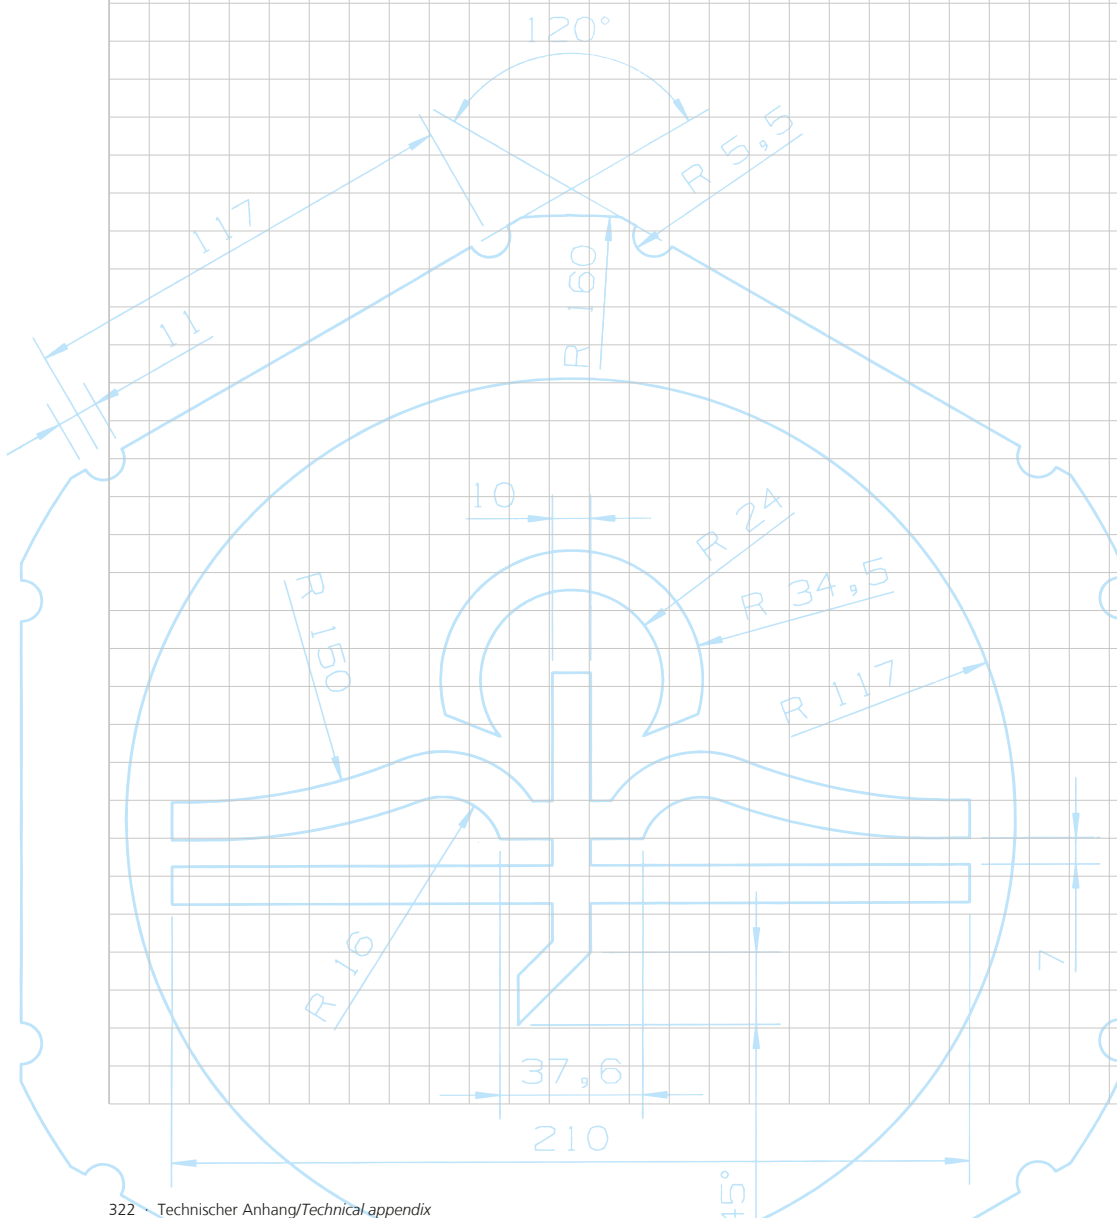 120°
R 5,5
117
R 160
11
10
R 24
R 34,5
R 150
R 117
R 16
7
37,6
210
45°
322 · Technischer Anhang/Technical appendix